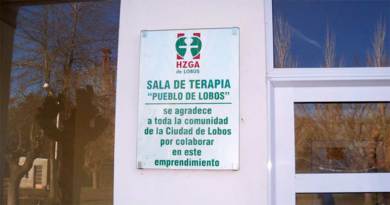 HZGA
de LOBOS
SALA DE TERAPIA
"PUEBLO DE LOBOS"
se agradece
a toda la comunidad
de la Ciudad de Lobos
por colaborar
en este
emprendimiento